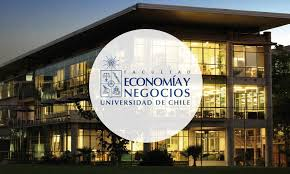 FACULTAD
ECONOMÍA Y
NEGOCIOS
UNIVERSIDAD DE CHILE